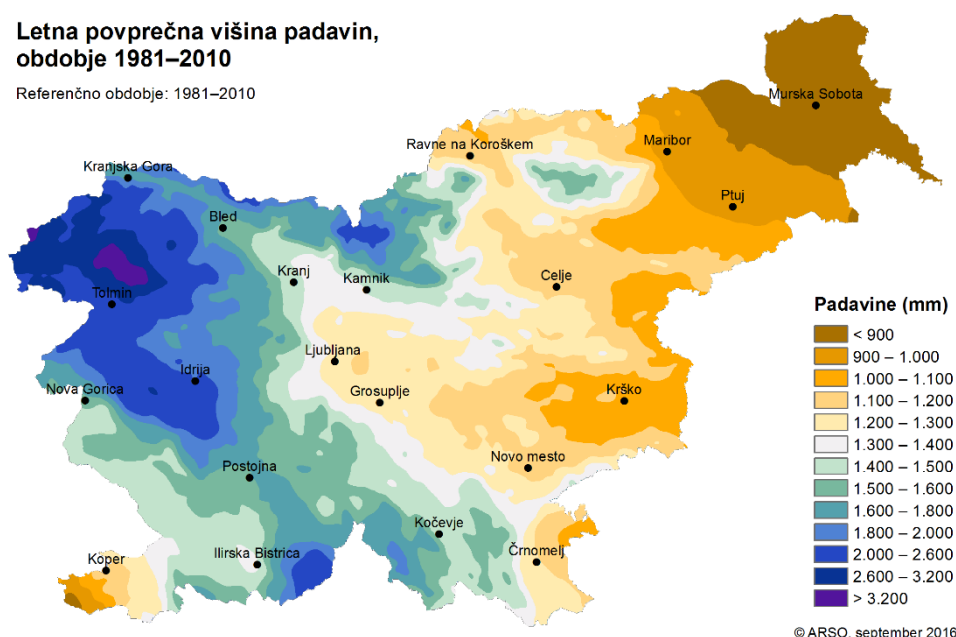 Letna povprečna višina padavin,
obdobje 1981–2010
Referenčno obdobje: 1981–2010
Murska Sobota
Maribor
Ravne na Koroškem
Kranjska Gora
Ptuj
Bled
Kranj
Kamnik
Celje
Tolmin
Ljubljana
Idrija
Nova Gorica
Grosuplje
Krško
Novo mesto
Postojna
Kočevje
Črnomelj
Ilirska Bistrica
Koper
Padavine (mm)
< 900
900 – 1.000
1.000 – 1.100
1.100 – 1.200
1.200 – 1.300
1.300 – 1.400
1.400 – 1.500
1.500 – 1.600
1.600 – 1.800
1.800 – 2.000
2.000 – 2.600
2.600 – 3.200
> 3.200
© ARSO, september 2016